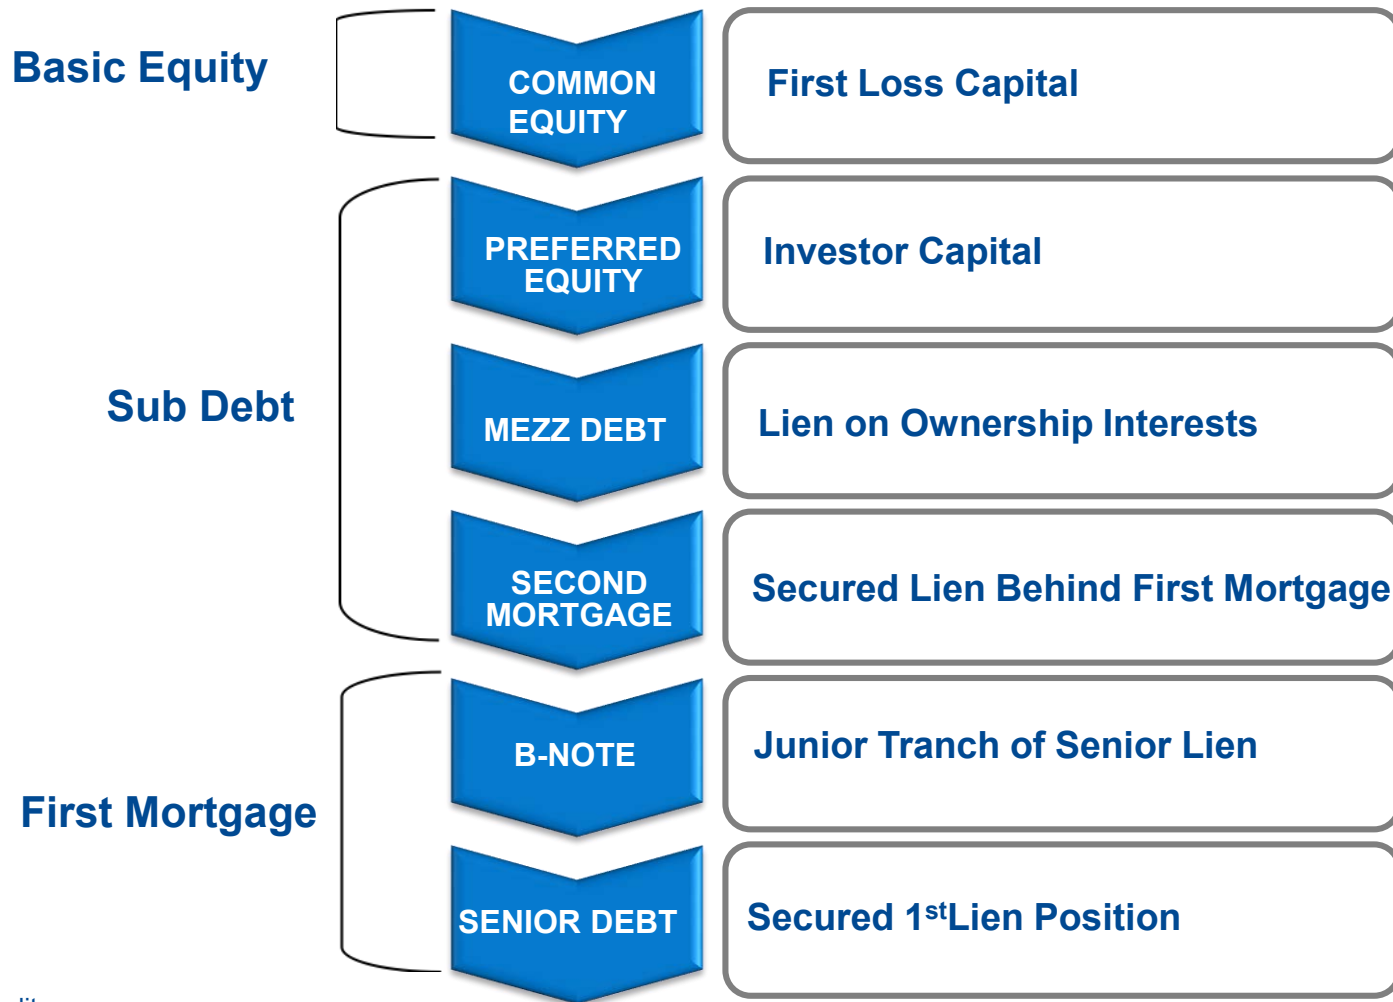 Basic Equity
COMMON
EQUITY
First Loss Capital
PREFERRED
EQUITY
Investor Capital
Sub Debt
MEZZ DEBT
Lien on Ownership Interests
SECOND
MORTGAGE
Secured Lien Behind First Mortgage
B-NOTE
Junior Tranch of Senior Lien
First Mortgage
SENIOR DEBT
Secured 1stLien Position